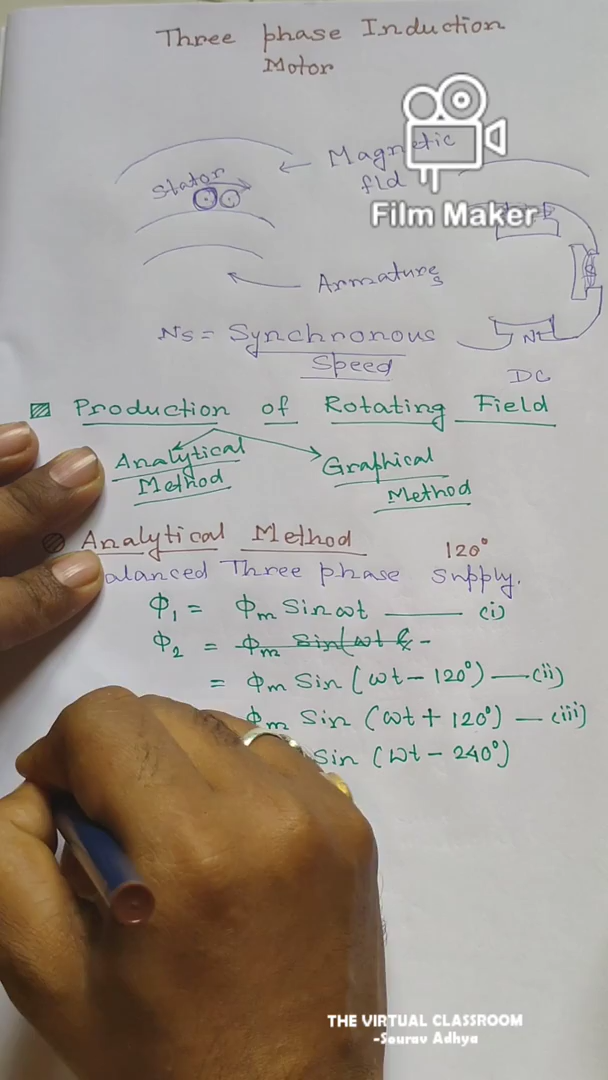 Three phase Induction
Motor
Magnetic
fld
Stator
Film Maker
Armatures
Ns = Synchronous
Speed
N
DC
Production of Rotating Field
Analytical
Method
Graphical
Method
Analytical Method
120°
alanced Three phase Supply.
Φ₁ = Φm Sin ωt —— (i)
Φ₂ = Φm Sin(ωt
= Φm Sin (ωt - 120°) — (ii)
Φm Sin (ωt + 120°) — (iii)
Sin (ωt - 240°)
THE VIRTUAL CLASSROOM
-Sourav Adhya